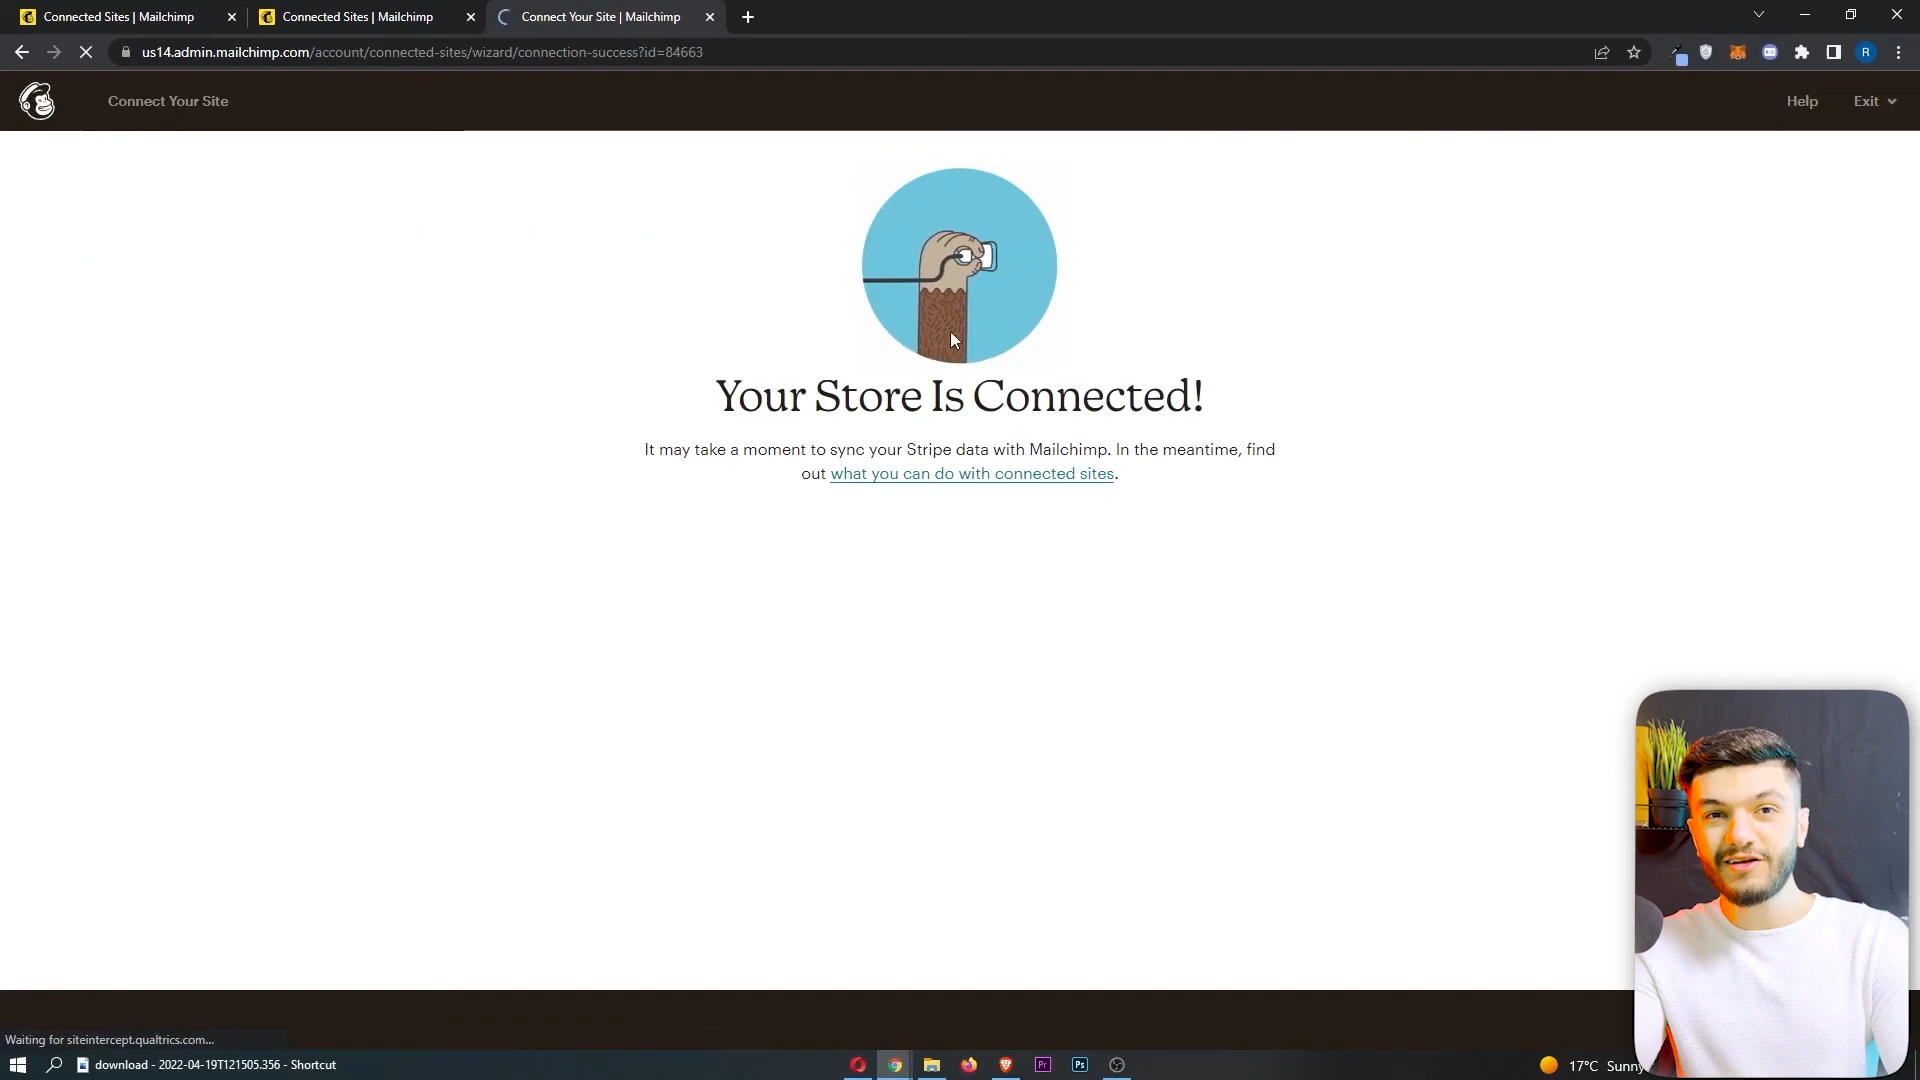 Connected Sites | Mailchimp
Connected Sites | Mailchimp
Connect Your Site | Mailchimp
us14.admin.mailchimp.com/account/connected-sites/wizard/connection-success?id=84663
R
Connect Your Site
Help
Exit
Your Store Is Connected!
It may take a moment to sync your Stripe data with Mailchimp. In the meantime, find
out what you can do with connected sites.
Waiting for siteintercept.qualtrics.com...
download - 2022-04-19T121505.356 - Shortcut
Pr
Ps
17°C Sunny